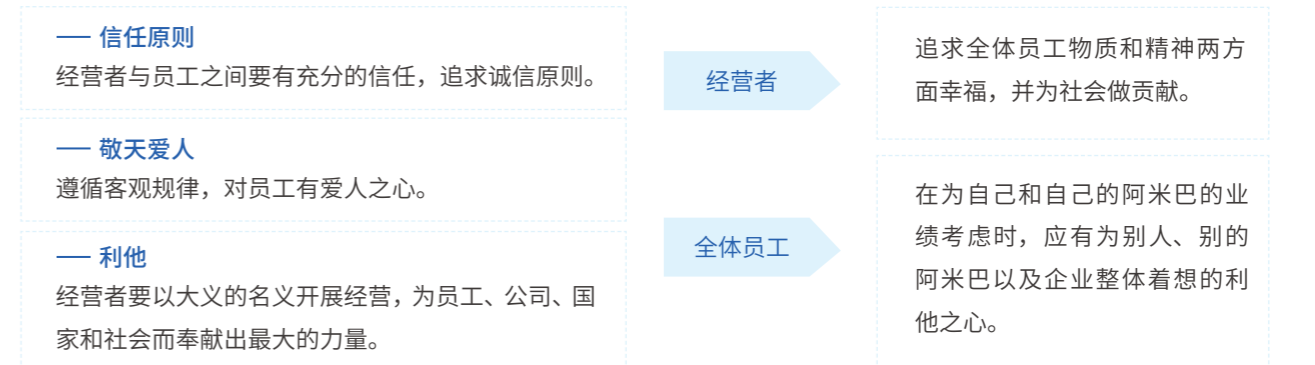 — 信任原则
经营者与员工之间要有充分的信任，追求诚信原则。
— 敬天爱人
遵循客观规律，对员工有爱人之心。
— 利他
经营者要以大义的名义开展经营，为员工、公司、国
家和社会而奉献出最大的力量。
经营者
追求全体员工物质和精神两方
面幸福，并为社会做贡献。
全体员工
在为自己和自己的阿米巴的业
绩考虑时，应有为别人、别的
阿米巴以及企业整体着想的利
他之心。